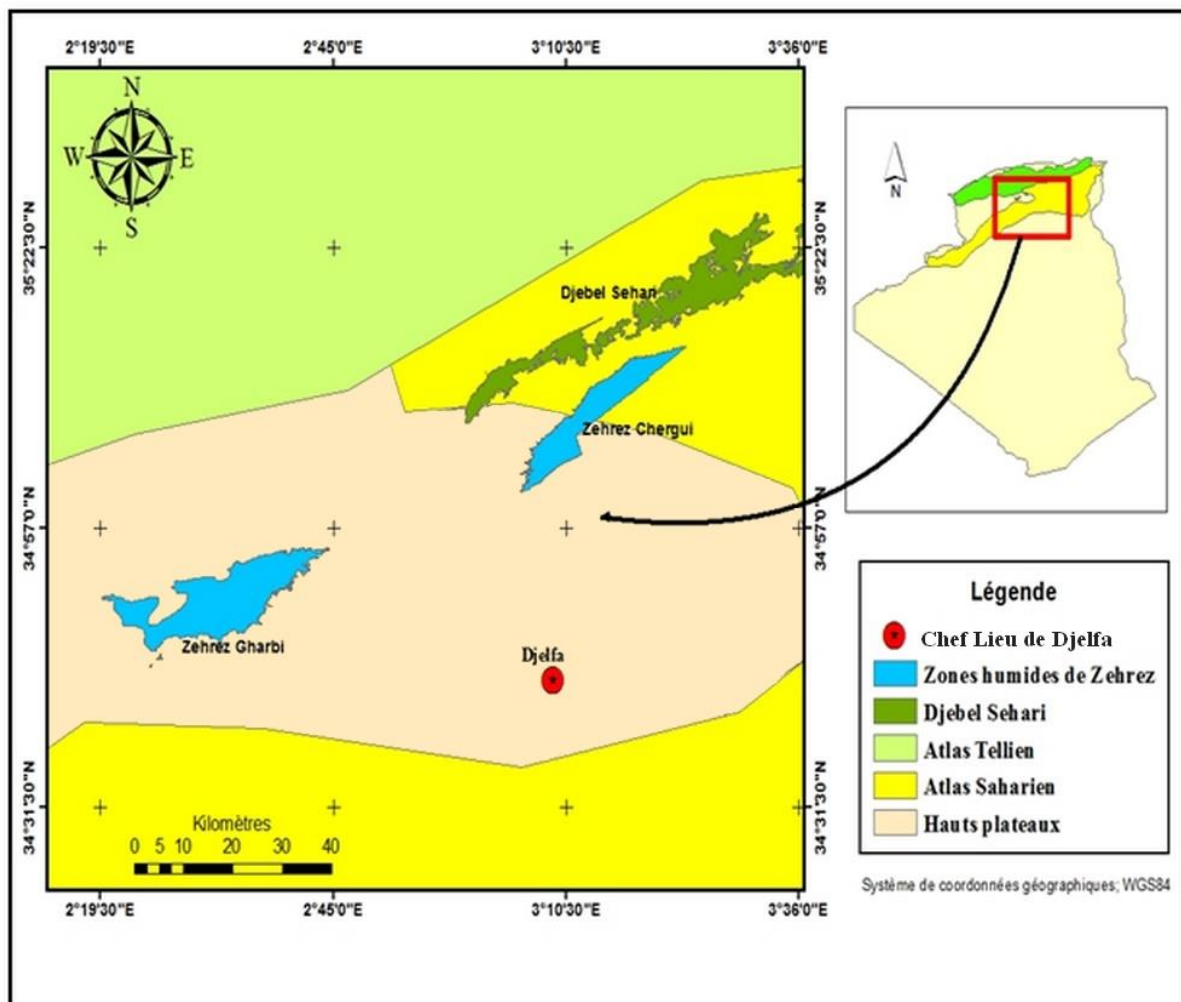 2°19'30"E 2°45'0"E 3°10'30"E 3°36'0"E
N
W E
S
35°22'30"N
35°22'30"N
34°57'0"N
34°57'0"N
34°31'30"N
34°31'30"N
Djebel Sehari
Zehrez Chergui
Zehrez Gharbi
Djelfa
Kilomètres
0 5 10 20 30 40
2°19'30"E 2°45'0"E 3°10'30"E 3°36'0"E
N
Légende
Chef Lieu de Djelfa
Zones humides de Zehrez
Djebel Sehari
Atlas Tellien
Atlas Saharien
Hauts plateaux
Système de coordonnées géographiques; WGS84